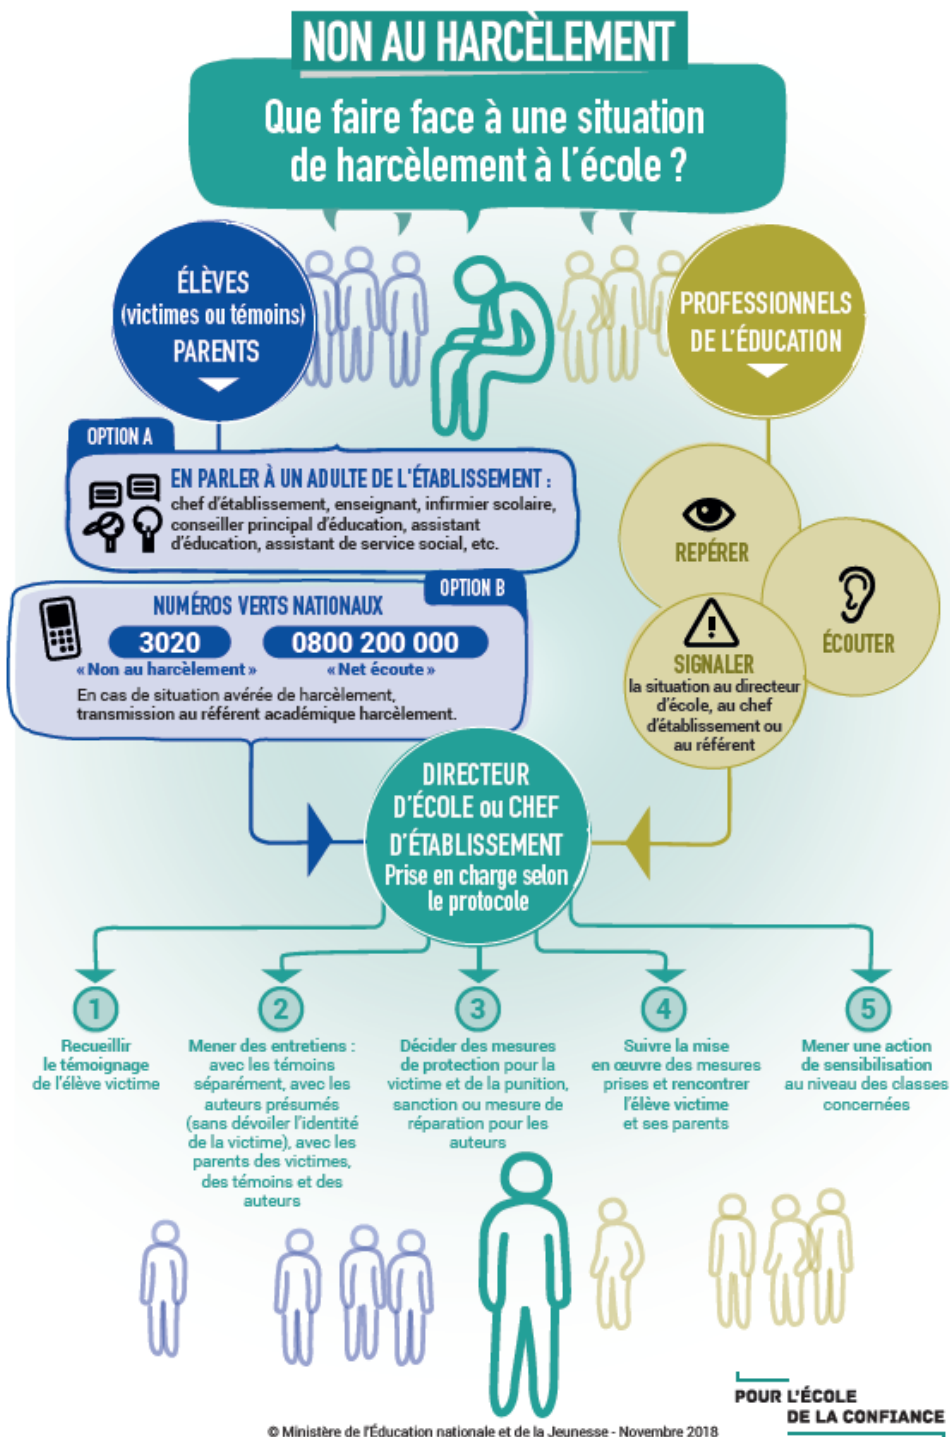 NON AU HARCÈLEMENT
Que faire face à une situation
de harcèlement à l'école ?
ÉLÈVES
(victimes ou témoins)
PARENTS
PROFESSIONNELS
DE L'ÉDUCATION
OPTION A
EN PARLER À UN ADULTE DE L'ÉTABLISSEMENT :
chef d'établissement, enseignant, infirmier scolaire,
conseiller principal d'éducation, assistant
d'éducation, assistant de service social, etc.
OPTION B
NUMÉROS VERTS NATIONAUX
3020
0800 200 000
« Non au harcèlement »
« Net écoute »
En cas de situation avérée de harcèlement,
transmission au référent académique harcèlement.
REPÉRER
ÉCOUTER
SIGNALER
la situation au directeur
d'école, au chef
d'établissement ou
au référent
DIRECTEUR
D'ÉCOLE ou CHEF
D'ÉTABLISSEMENT
Prise en charge selon
le protocole
1
Recueillir
le témoignage
de l'élève victime
2
Mener des entretiens :
avec les témoins
séparément, avec les
auteurs présumés
(sans dévoiler l'identité
de la victime), avec les
parents des victimes,
des témoins et des
auteurs
3
Décider des mesures
de protection pour la
victime et de la punition,
sanction ou mesure de
réparation pour les
auteurs
4
Suivre la mise
en œuvre des mesures
prises et rencontrer
l'élève victime
et ses parents
5
Mener une action
de sensibilisation
au niveau des classes
concernées
POUR L'ÉCOLE
DE LA CONFIANCE
© Ministère de l'Éducation nationale et de la Jeunesse - Novembre 2018